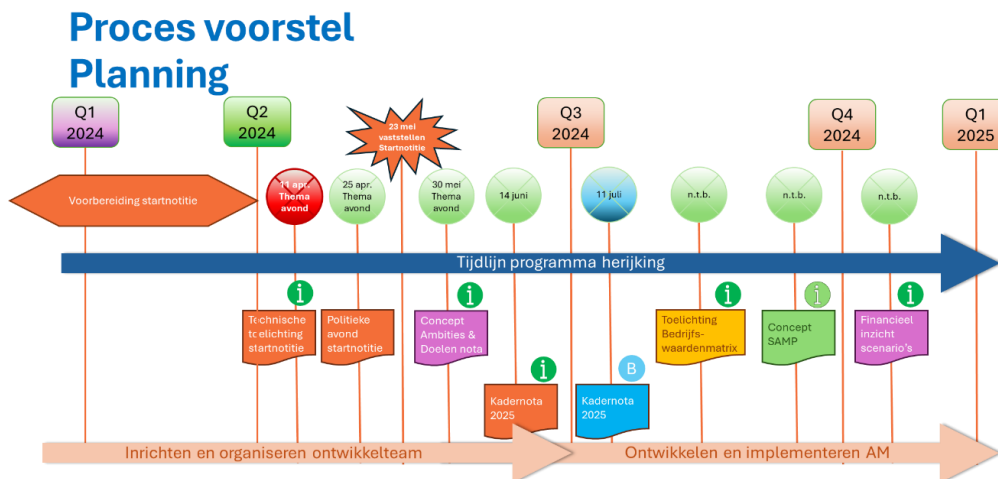 Proces voorstel
Planning
Q1
2024
Q2
2024
23 mei
vaststellen
Startnotitie
Q3
2024
Q4
2024
Q1
2025
Voorbereiding startnotitie
11 apr.
Thema
avond
25 apr.
Thema
avond
30 mei
Thema
avond
14 juni
11 juli
n.t.b.
n.t.b.
n.t.b.
Tijdlijn programma herijking
i
i
i
i
i
Technische
toelichting
startnotitie
Politieke
avond
startnotitie
Concept
Ambities &
Doelen nota
Toelichting
Bedrijfs-
waardenmatrix
Concept
SAMP
Financieel
inzicht
scenario's
i
B
Kadernota
2025
Kadernota
2025
Inrichten en organiseren ontwikkelteam
Ontwikkelen en implementeren AM